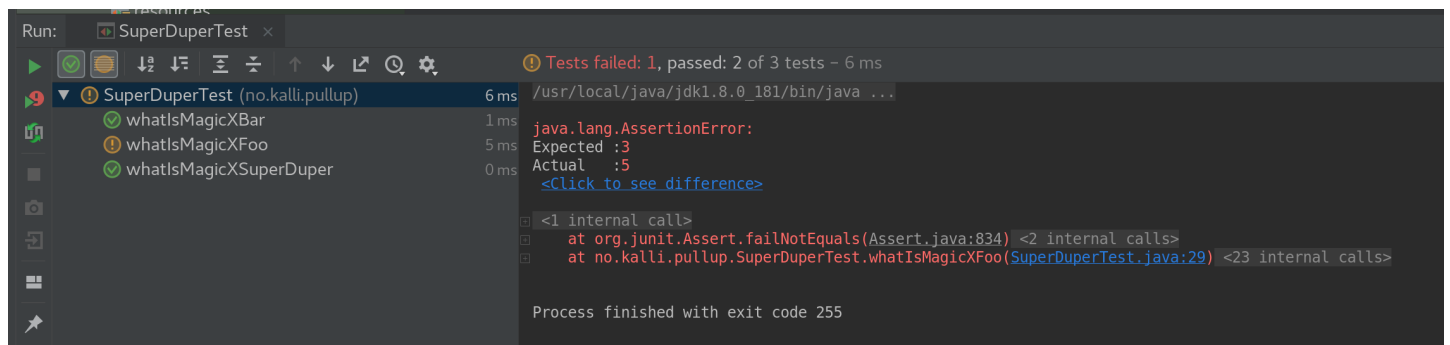 resources
Run: SuperDuperTest ×
Tests failed: 1, passed: 2 of 3 tests – 6 ms
SuperDuperTest (no.kalli.pullup) 6 ms
whatIsMagicXBar 1 ms
whatIsMagicXFoo 5 ms
whatIsMagicXSuperDuper 0 ms
/usr/local/java/jdk1.8.0_181/bin/java ...
java.lang.AssertionError:
Expected :3
Actual   :5
<Click to see difference>
<1 internal call>
at org.junit.Assert.failNotEquals(Assert.java:834) <2 internal calls>
at no.kalli.pullup.SuperDuperTest.whatIsMagicXFoo(SuperDuperTest.java:29) <23 internal calls>
Process finished with exit code 255